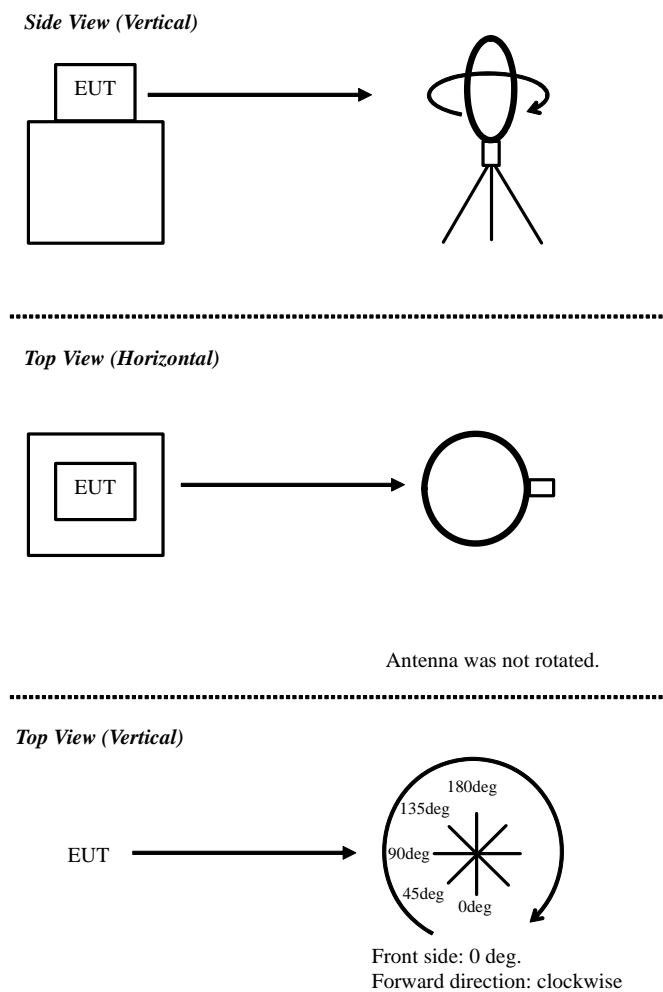 Side View (Vertical)
EUT
Top View (Horizontal)
EUT
Antenna was not rotated.
Top View (Vertical)
180deg
135deg
EUT
90deg
45deg
0deg
Front side: 0 deg.
Forward direction: clockwise